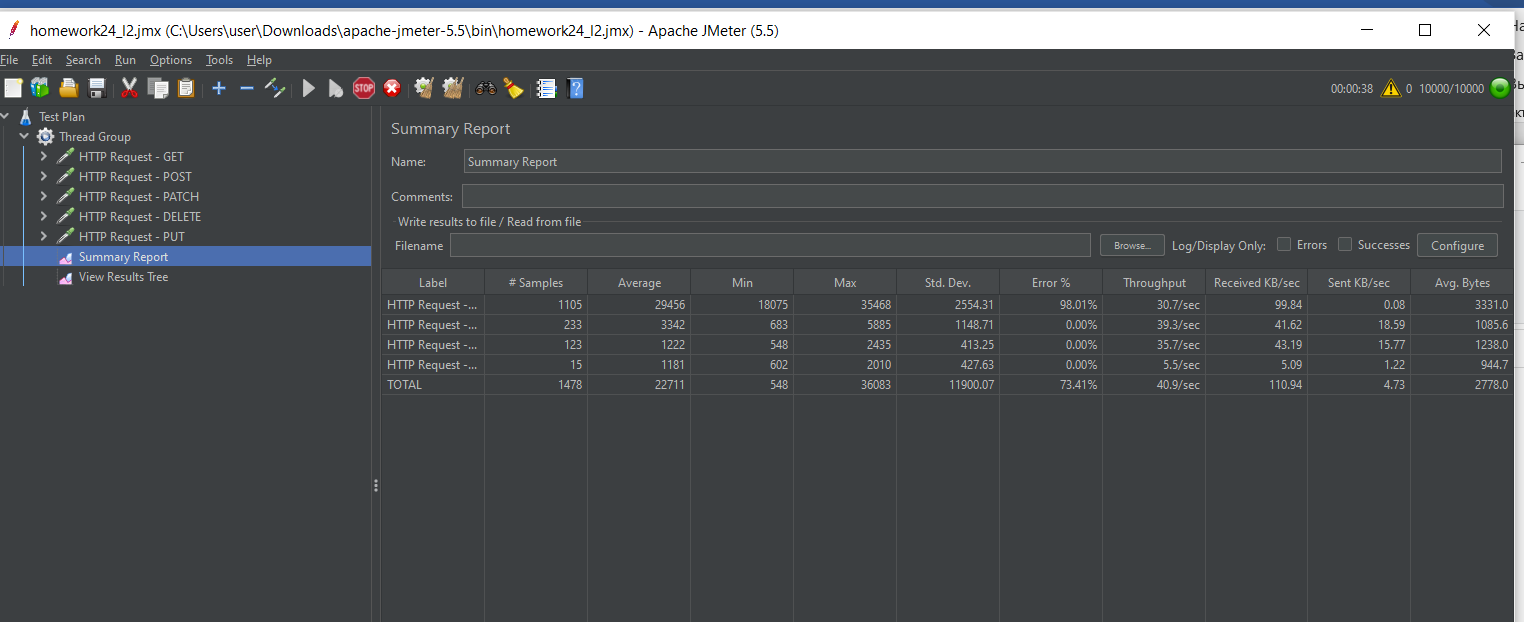 homework24_l2.jmx (C:\Users\user\Downloads\apache-jmeter-5.5\bin\homework24_l2.jmx) - Apache JMeter (5.5)
File Edit Search Run Options Tools Help
STOP 00:00:38 0 10000/10000
Test Plan
Thread Group
HTTP Request - GET
HTTP Request - POST
HTTP Request - PATCH
HTTP Request - DELETE
HTTP Request - PUT
Summary Report
View Results Tree
Summary Report
Name: Summary Report
Comments:
Write results to file / Read from file
Filename Browse... Log/Display Only: Errors Successes Configure
Label # Samples Average Min Max Std. Dev. Error % Throughput Received KB/sec Sent KB/sec Avg. Bytes
HTTP Request -... 1105 29456 18075 35468 2554.31 98.01% 30.7/sec 99.84 0.08 3331.0
HTTP Request -... 233 3342 683 5885 1148.71 0.00% 39.3/sec 41.62 18.59 1085.6
HTTP Request -... 123 1222 548 2435 413.25 0.00% 35.7/sec 43.19 15.77 1238.0
HTTP Request -... 15 1181 602 2010 427.63 0.00% 5.5/sec 5.09 1.22 944.7
TOTAL 1478 22711 548 36083 11900.07 73.41% 40.9/sec 110.94 4.73 2778.0